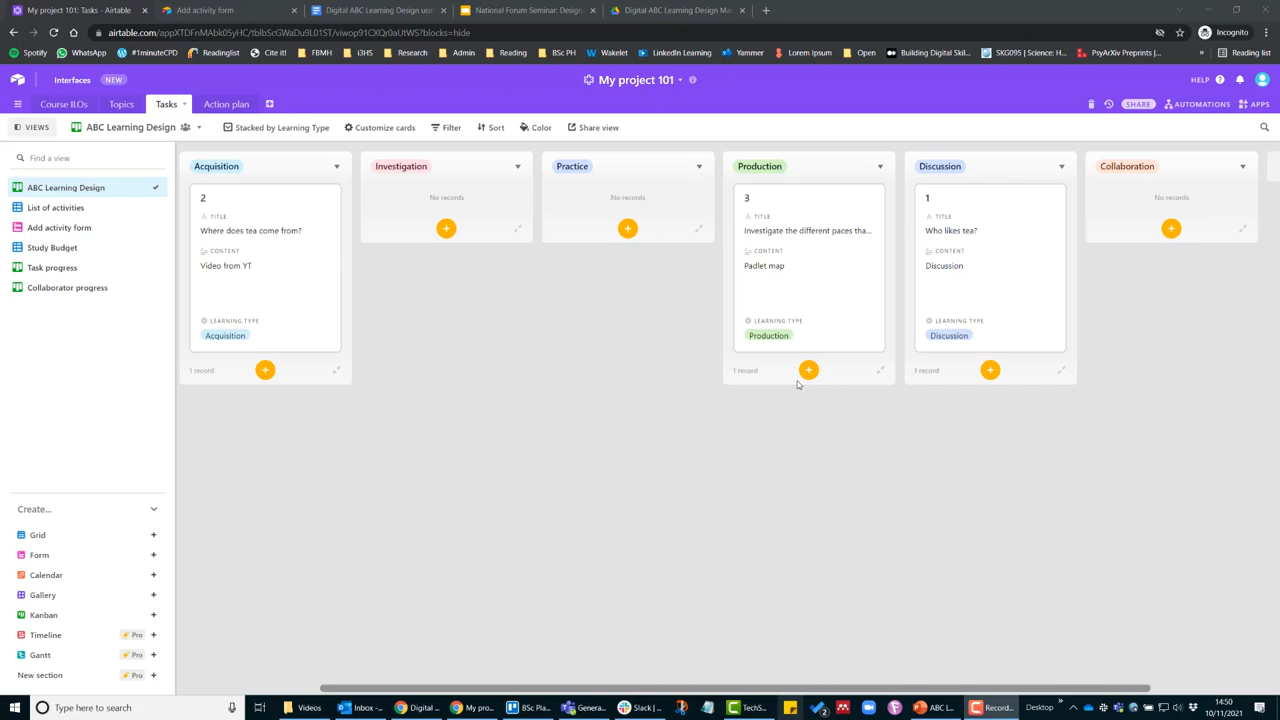 My project 101: Tasks - Airtable
Add activity form
Digital ABC Learning Design usin
National Forum Seminar: Design
Digital ABC Learning Design Ma
airtable.com/appXTDFnMAbk05yHC/tblbScGWaDu9L01ST/viwop91CXQr0aUtWS?blocks=hide
Incognito
Spotify
WhatsApp
#1minuteCPD
Reading list
Cite it!
FBMH
i3HS
Research
Admin
Reading
BSc PH
Wakelet
LinkedIn Learning
Yammer
Lorem Ipsum
Open
Building Digital Skil...
SKG095 | Science: H...
PsyArXiv Preprints |...
Reading list
Interfaces NEW
My project 101
HELP
Course ILOs
Topics
Tasks
Action plan
SHARE
AUTOMATIONS
APPS
VIEWS
ABC Learning Design
Stacked by Learning Type
Customize cards
Filter
Sort
Color
Share view
Find a view
ABC Learning Design
List of activities
Add activity form
Study Budget
Task progress
Collaborator progress
Acquisition
2
TITLE
Where does tea come from?
CONTENT
Video from YT
LEARNING TYPE
Acquisition
1 record
Investigation
No records
Practice
No records
Production
3
TITLE
Investigate the different paces tha...
CONTENT
Padlet map
LEARNING TYPE
Production
1 record
Discussion
1
TITLE
Who likes tea?
CONTENT
Discussion
LEARNING TYPE
Discussion
1 record
Collaboration
No records
Create...
Grid
Form
Calendar
Gallery
Kanban
Timeline Pro
Gantt Pro
New section Pro
Type here to search
Videos
Inbox -
Digital ...
My pro...
BSc Pla...
Genera...
Slack | ...
TechS...
ABC L...
Record...
Desktop
14:50
10/11/2021